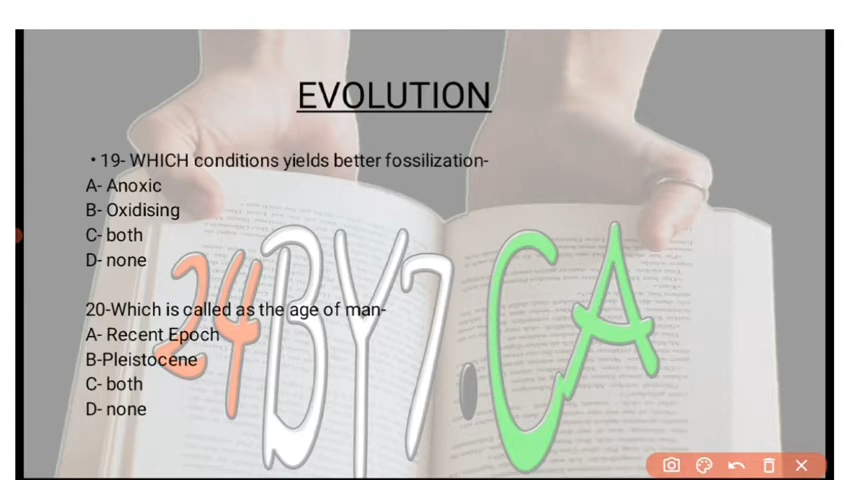 EVOLUTION
• 19- WHICH conditions yields better fossilization-
A- Anoxic
B- Oxidising
C- both
D- none
20-Which is called as the age of man-
A- Recent Epoch
B-Pleistocene
C- both
D- none
24BY7.CA